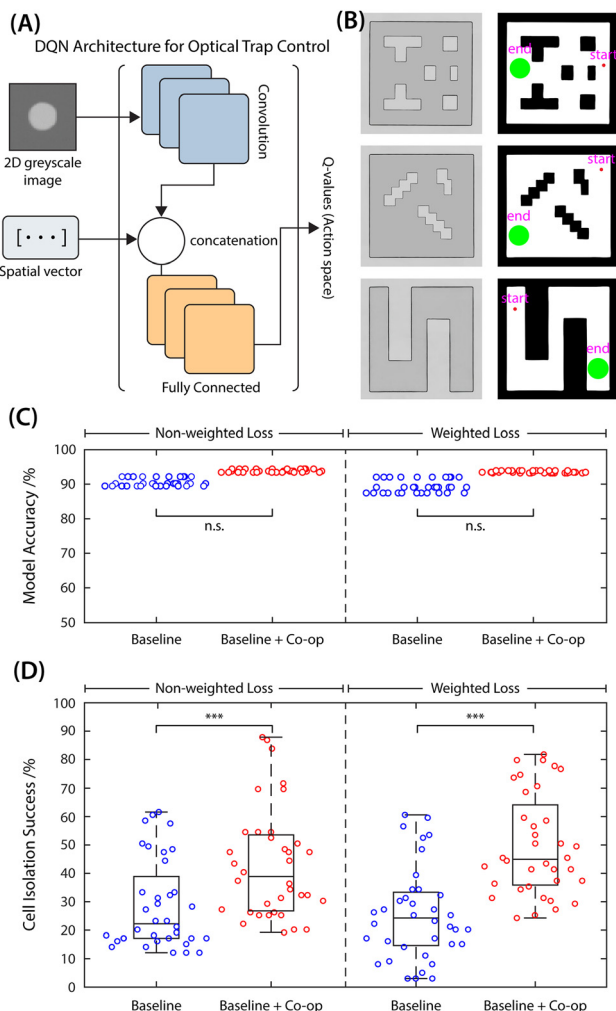 (A)
DQN Architecture for Optical Trap Control
2D greyscale
image
Convolution
[···]
Spatial vector
concatenation
Q-values (Action space)
Fully Connected
(B)
end
start
start
end
start
end
(C)
Non-weighted Loss
Weighted Loss
Model Accuracy /%
100
90
80
70
60
50
n.s.
n.s.
Baseline
Baseline + Co-op
Baseline
Baseline + Co-op
(D)
Non-weighted Loss
Weighted Loss
Cell Isolation Success /%
100
90
80
70
60
50
40
30
20
10
0
***
***
Baseline
Baseline + Co-op
Baseline
Baseline + Co-op